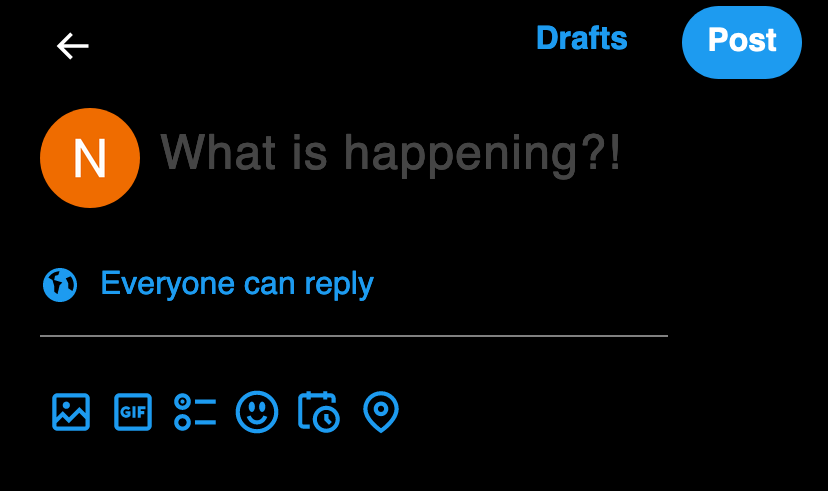 Drafts
Post
N
What is happening?!
Everyone can reply
GIF